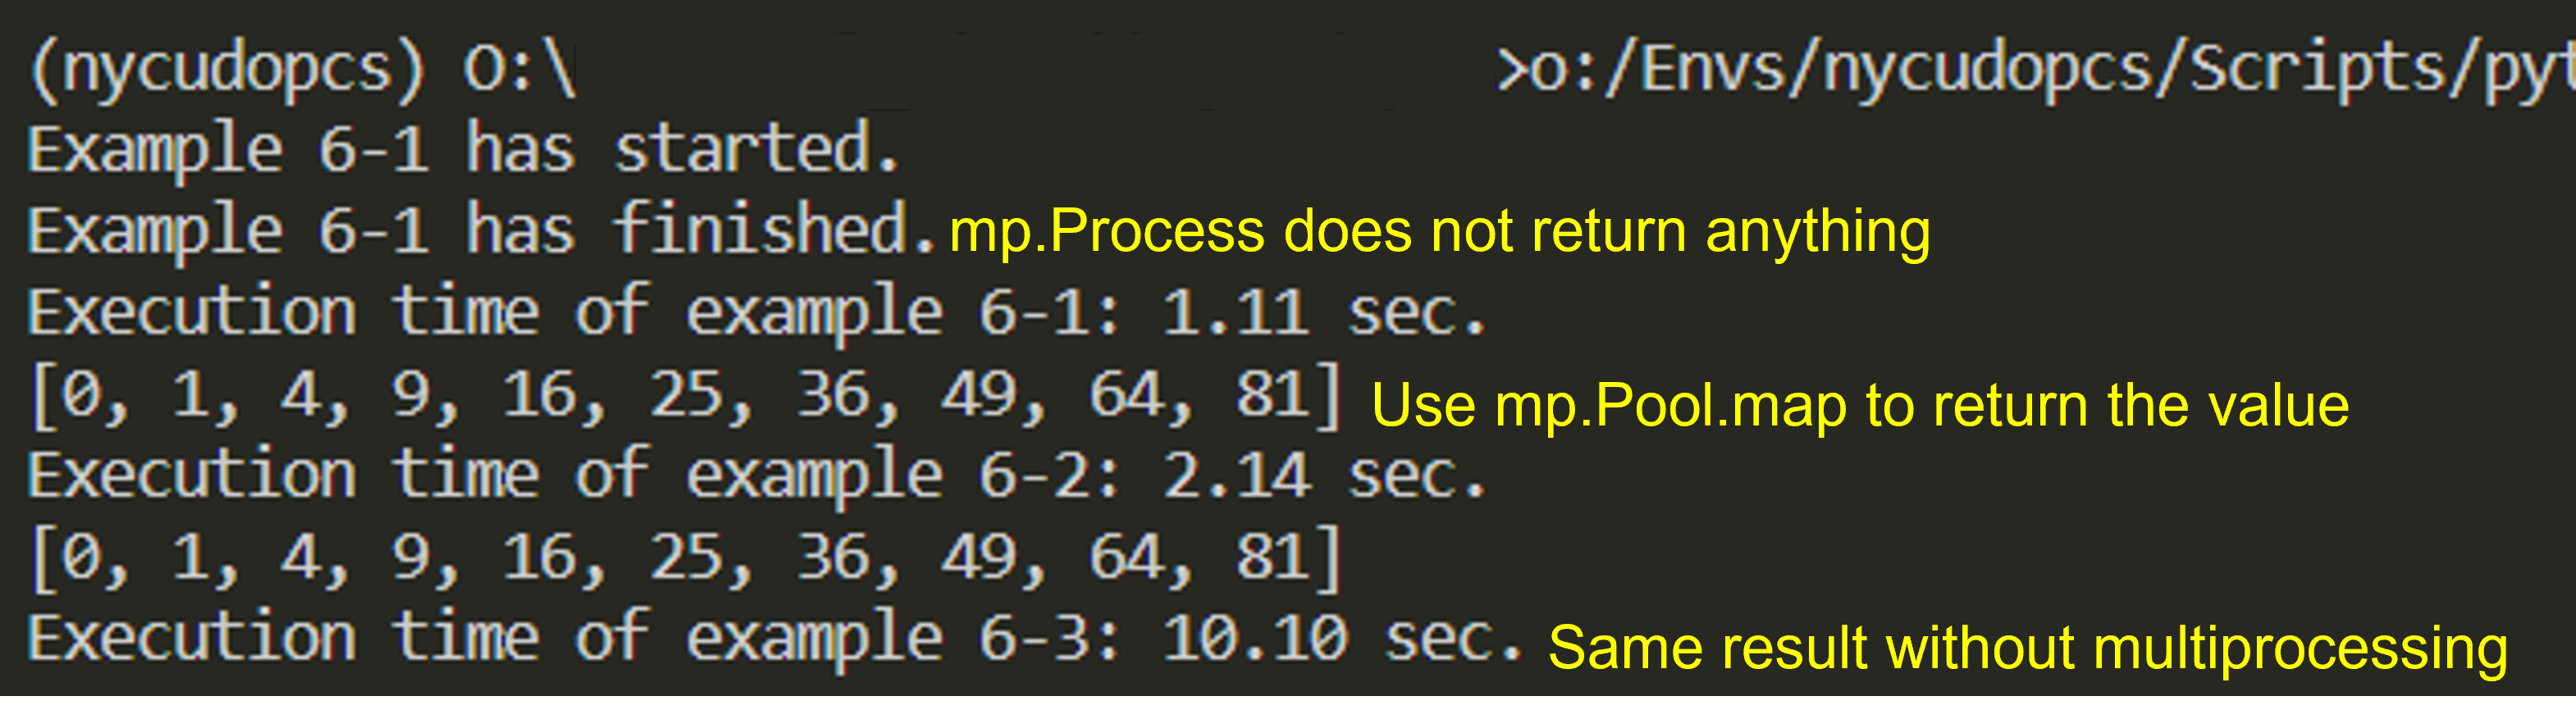 (nycudopcs) O:\ >o:/Envs/nycudopcs/Scripts/pyt
Example 6-1 has started.
Example 6-1 has finished. mp.Process does not return anything
Execution time of example 6-1: 1.11 sec.
[0, 1, 4, 9, 16, 25, 36, 49, 64, 81] Use mp.Pool.map to return the value
Execution time of example 6-2: 2.14 sec.
[0, 1, 4, 9, 16, 25, 36, 49, 64, 81]
Execution time of example 6-3: 10.10 sec. Same result without multiprocessing